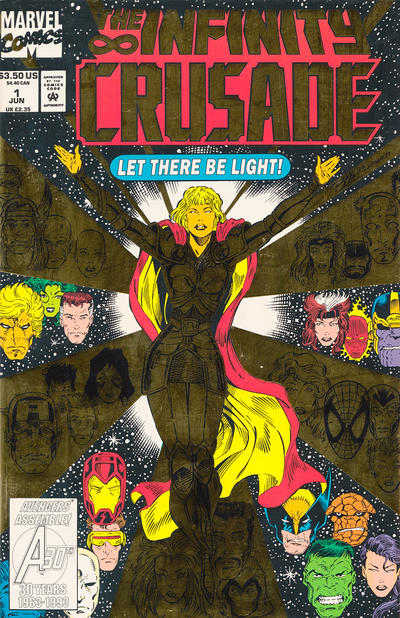 MARVEL
COMICS
$3.50 US
$4.40 CAN
1
JUN
UK £2.35
APPROVED
BY THE
COMICS
CODE
CA
AUTHORITY
THE
INFINITY
CRUSADE
LET THERE BE LIGHT!
AVENGERS
ASSEMBLE!
A30
30 YEARS
1963-1993